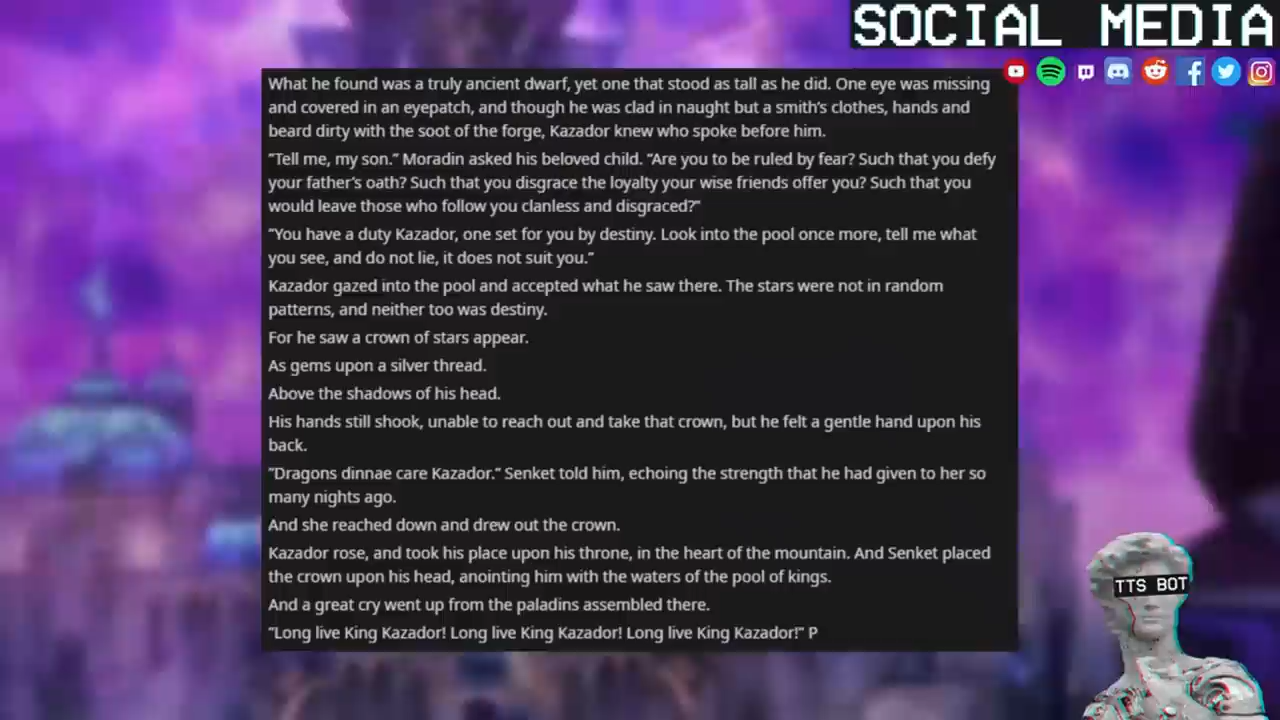 SOCIAL MEDIA
What he found was a truly ancient dwarf, yet one that stood as tall as he did. One eye was missing
and covered in an eyepatch, and though he was clad in naught but a smith’s clothes, hands and
beard dirty with the soot of the forge, Kazador knew who spoke before him.
“Tell me, my son.” Moradin asked his beloved child. “Are you to be ruled by fear? Such that you defy
your father’s oath? Such that you disgrace the loyalty your wise friends offer you? Such that you
would leave those who follow you clanless and disgraced?”
“You have a duty Kazador, one set for you by destiny. Look into the pool once more, tell me what
you see, and do not lie, it does not suit you.”
Kazador gazed into the pool and accepted what he saw there. The stars were not in random
patterns, and neither too was destiny.
For he saw a crown of stars appear.
As gems upon a silver thread.
Above the shadows of his head.
His hands still shook, unable to reach out and take that crown, but he felt a gentle hand upon his
back.
“Dragons dinnae care Kazador.” Senket told him, echoing the strength that he had given to her so
many nights ago.
And she reached down and drew out the crown.
Kazador rose, and took his place upon his throne, in the heart of the mountain. And Senket placed
the crown upon his head, anointing him with the waters of the pool of kings.
And a great cry went up from the paladins assembled there.
“Long live King Kazador! Long live King Kazador! Long live King Kazador!” P
TTS BOT